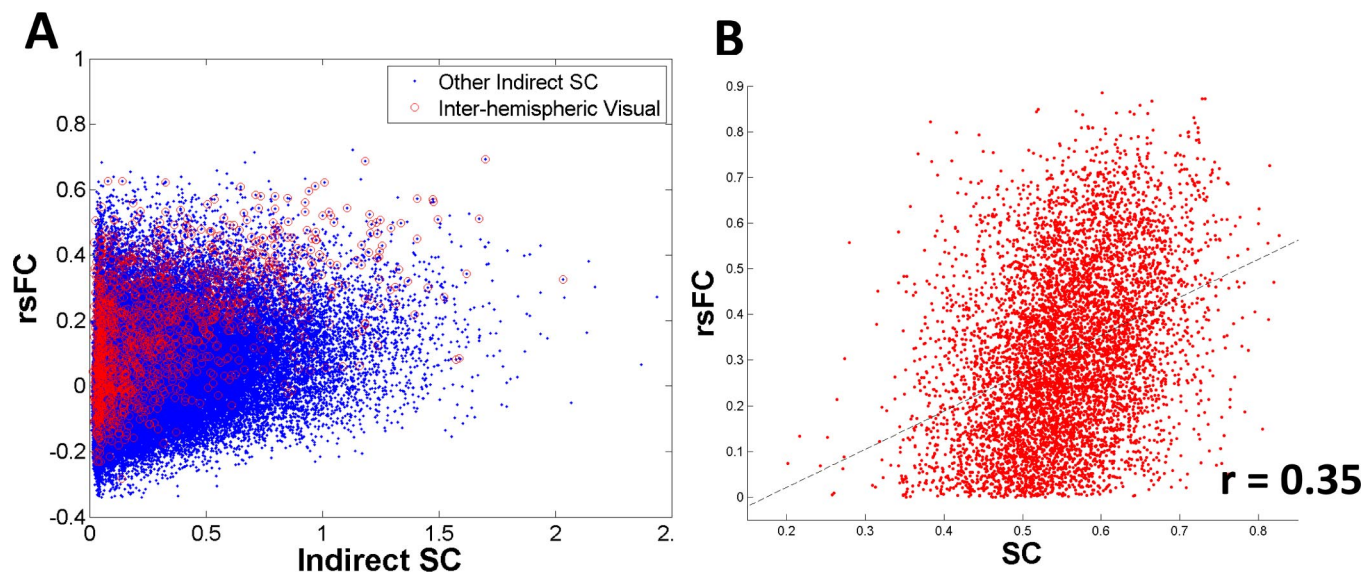 A
1
0.8
0.6
0.4
0.2
0
-0.2
-0.4
rsFC
Other Indirect SC
Inter-hemispheric Visual
0 0.5 1 1.5 2.
Indirect SC
B
0.9
0.8
0.7
0.6
0.5
0.4
0.3
0.2
0.1
0
rsFC
r = 0.35
0.2 0.3 0.4 0.5 0.6 0.7 0.8
SC